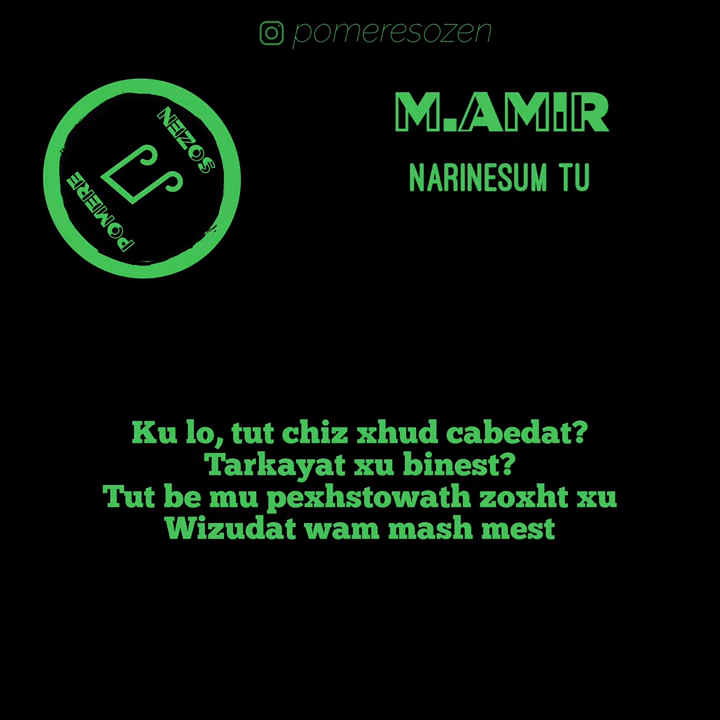 pomeresozen
POMERE
SOZEN
M.AMIR
NARINESUM TU
Ku lo, tut chiz xhud cabedat?
Tarkayat xu binest?
Tut be mu pexhstowath zoxht xu
Wizudat wam mash mest